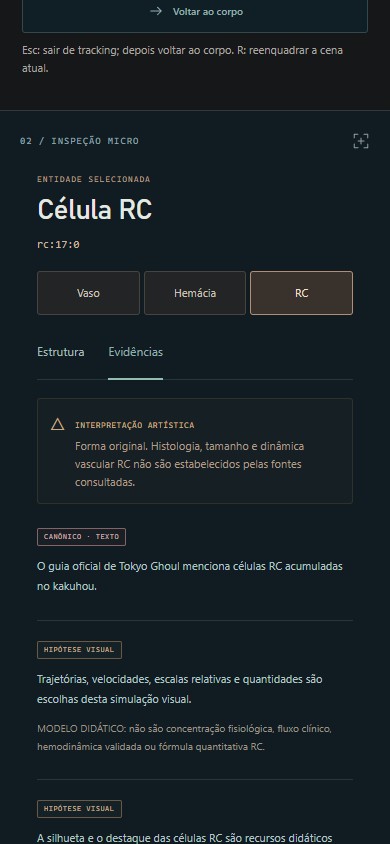 Voltar ao corpo
Esc: sair de tracking; depois voltar ao corpo. R: reenquadrar a cena
atual.
02 / INSPEÇÃO MICRO
ENTIDADE SELECIONADA
Célula RC
rc:17:0
Vaso
Hemácia
RC
Estrutura
Evidências
INTERPRETAÇÃO ARTÍSTICA
Forma original. Histologia, tamanho e dinâmica
vascular RC não são estabelecidos pelas fontes
consultadas.
CANÔNICO · TEXTO
O guia oficial de Tokyo Ghoul menciona células RC acumuladas
no kakuhou.
HIPÓTESE VISUAL
Trajetórias, velocidades, escalas relativas e quantidades são
escolhas desta simulação visual.
MODELO DIDÁTICO: não são concentração fisiológica, fluxo clínico,
hemodinâmica validada ou fórmula quantitativa RC.
HIPÓTESE VISUAL
A silhueta e o destaque das células RC são recursos didáticos